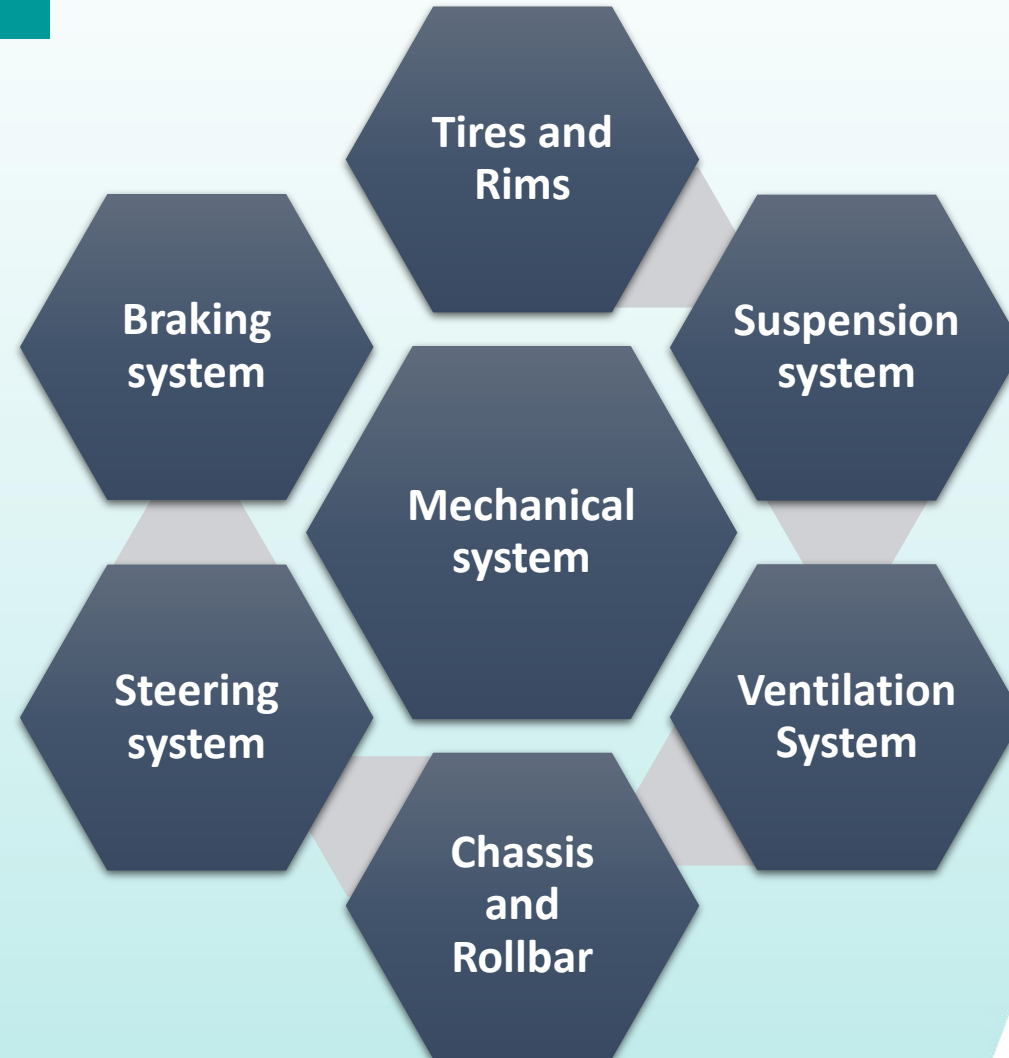 Tires and
Rims
Braking
system
Suspension
system
Mechanical
system
Steering
system
Ventilation
System
Chassis
and
Rollbar